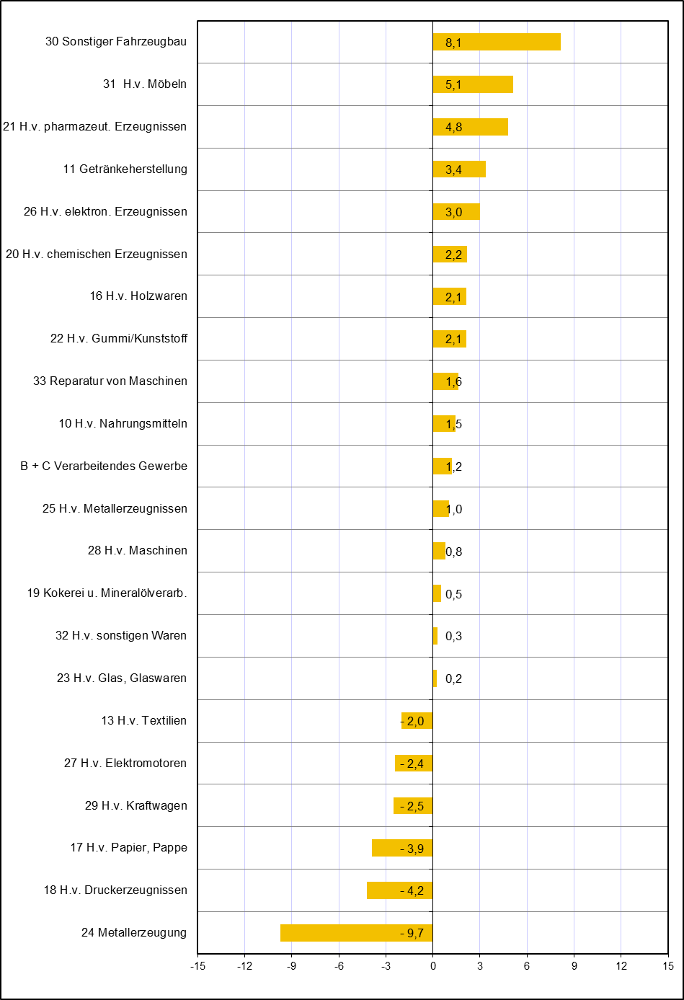 30 Sonstiger Fahrzeugbau 8,1
31 H.v. Möbeln 5,1
21 H.v. pharmazeut. Erzeugnissen 4,8
11 Getränkeherstellung 3,4
26 H.v. elektron. Erzeugnissen 3,0
20 H.v. chemischen Erzeugnissen 2,2
16 H.v. Holzwaren 2,1
22 H.v. Gummi/Kunststoff 2,1
33 Reparatur von Maschinen 1,6
10 H.v. Nahrungsmitteln 1,5
B + C Verarbeitendes Gewerbe 1,2
25 H.v. Metallerzeugnissen 1,0
28 H.v. Maschinen 0,8
19 Kokerei u. Mineralölverarb. 0,5
32 H.v. sonstigen Waren 0,3
23 H.v. Glas, Glaswaren 0,2
13 H.v. Textilien - 2,0
27 H.v. Elektromotoren - 2,4
29 H.v. Kraftwagen - 2,5
17 H.v. Papier, Pappe - 3,9
18 H.v. Druckerzeugnissen - 4,2
24 Metallerzeugung - 9,7
-15 -12 -9 -6 -3 0 3 6 9 12 15